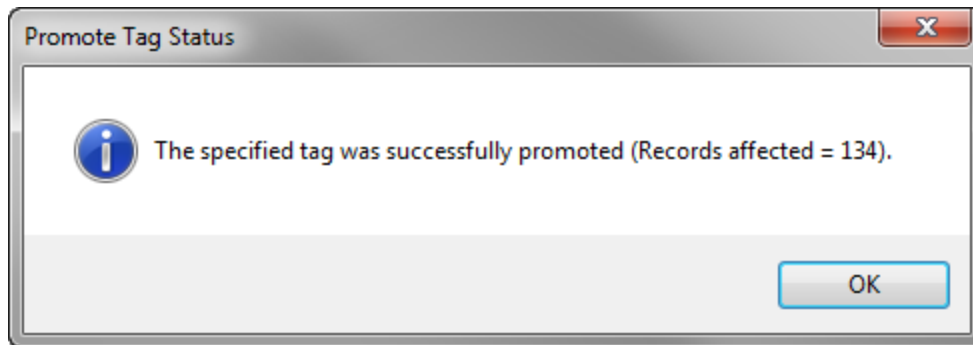 Promote Tag Status
The specified tag was successfully promoted (Records affected = 134).
OK